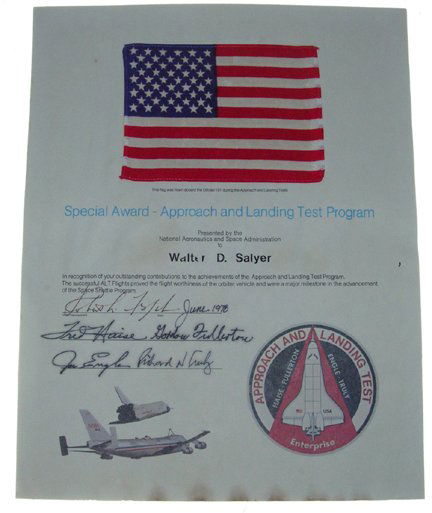 This flag was flown aboard the Orbiter 101 during the Approach and Landing Tests
Special Award - Approach and Landing Test Program
Presented by the
National Aeronautics and Space Administration
to
Walter D. Salyer
in recognition of your outstanding contributions to the achievements of the Approach and Landing Test Program.
The successful ALT Flights proved the flight worthiness of the orbiter vehicle and were a major milestone in the advancement
of the Space Shuttle Program.
June 1978
Fred Haise Gordon Fullerton
Joe Engle Richard H Truly
APPROACH AND LANDING TEST
HAISE · FULLERTON
ENGLE · TRULY
USA
Enterprise